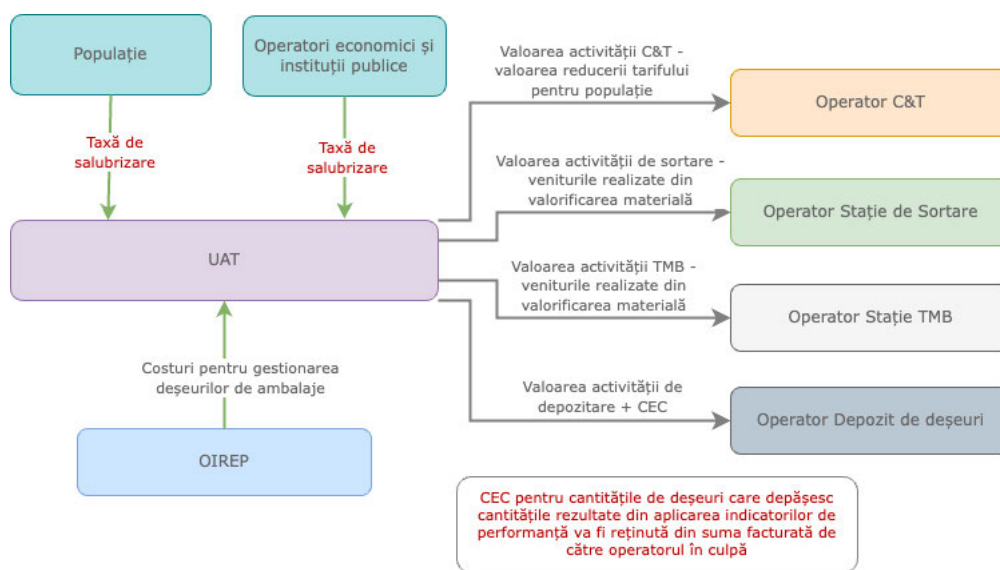 Populație
Operatori economici și
instituții publice
Valoarea activității C&T -
valoarea reducerii tarifului
pentru populație
Operator C&T
Taxă de
salubrizare
Taxă de
salubrizare
Valoarea activității de sortare -
veniturile realizate din
valorificarea materială
Operator Stație de Sortare
UAT
Valoarea activității TMB -
veniturile realizate din
valorificarea materială
Operator Stație TMB
Costuri pentru gestionarea
deșeurilor de ambalaje
Valoarea activității de
depozitare + CEC
Operator Depozit de deșeuri
OIREP
CEC pentru cantitățile de deșeuri care depășesc
cantitățile rezultate din aplicarea indicatorilor de
performanță va fi reținută din suma facturată de
către operatorul în culpă